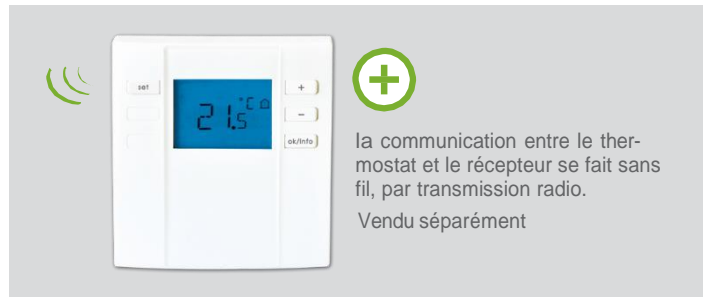 set
+
21.5 °C
−
ok/info
la communication entre le ther-
mostat et le récepteur se fait sans
fil, par transmission radio.
Vendu séparément